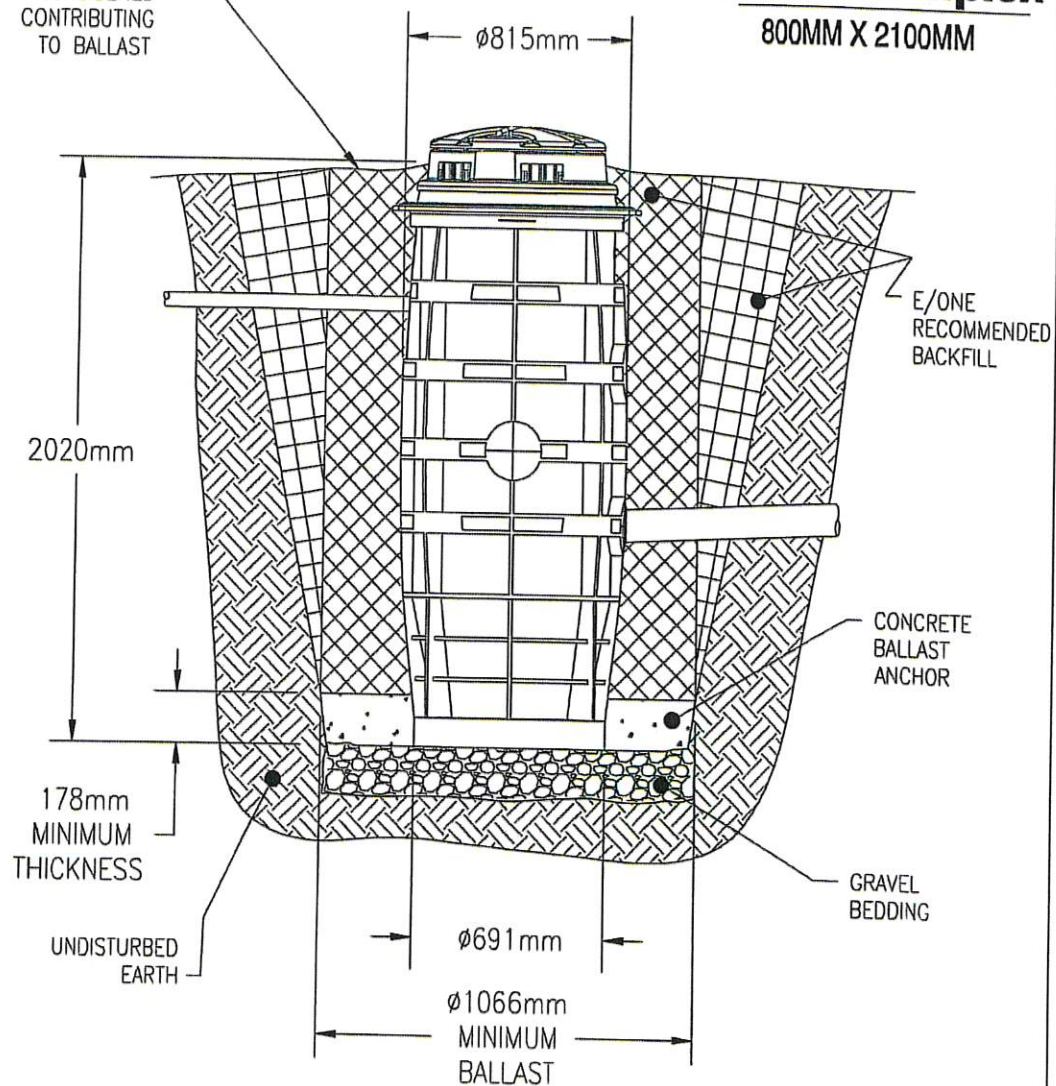 CONTRIBUTING
TO BALLAST
800MM X 2100MM
ø815mm
2020mm
E/ONE
RECOMMENDED
BACKFILL
CONCRETE
BALLAST
ANCHOR
178mm
MINIMUM
THICKNESS
GRAVEL
BEDDING
UNDISTURBED
EARTH
ø691mm
ø1066mm
MINIMUM
BALLAST